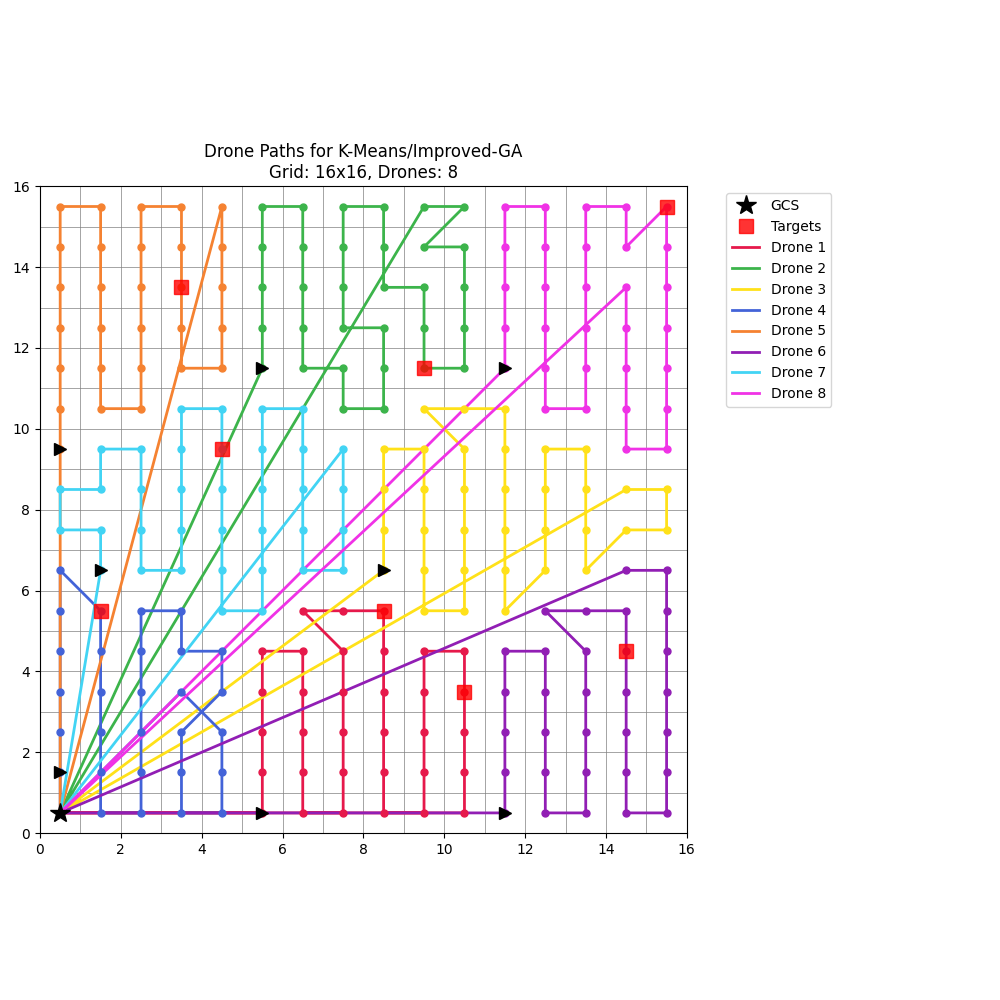 Drone Paths for K-Means/Improved-GA
Grid: 16x16, Drones: 8
16
14
12
10
8
6
4
2
0
0 2 4 6 8 10 12 14 16
GCS
Targets
Drone 1
Drone 2
Drone 3
Drone 4
Drone 5
Drone 6
Drone 7
Drone 8